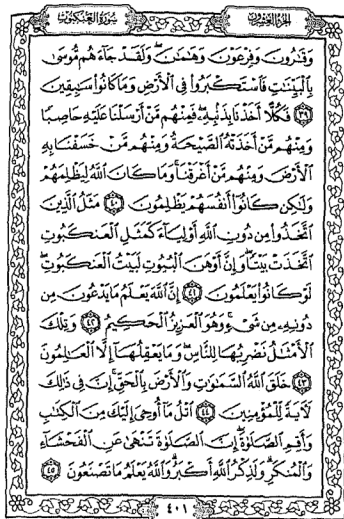 الجزء العشرون سورة العنكبوت
وَقَٰرُونَ وَفِرْعَوْنَ وَهَٰمَٰنَ ۖ وَلَقَدْ جَآءَهُم مُّوسَىٰ
بِٱلْبَيِّنَٰتِ فَٱسْتَكْبَرُوا۟ فِى ٱلْأَرْضِ وَمَا كَانُوا۟ سَٰبِقِينَ
﴿٣٩﴾ فَكُلًّا أَخَذْنَا بِذَنۢبِهِۦ ۖ فَمِنْهُم مَّنْ أَرْسَلْنَا عَلَيْهِ حَاصِبًا
وَمِنْهُم مَّنْ أَخَذَتْهُ ٱلصَّيْحَةُ وَمِنْهُم مَّنْ خَسَفْنَا بِهِ
ٱلْأَرْضَ وَمِنْهُم مَّنْ أَغْرَقْنَا ۚ وَمَا كَانَ ٱللَّهُ لِيَظْلِمَهُمْ
وَلَٰكِن كَانُوٓا۟ أَنفُسَهُمْ يَظْلِمُونَ ﴿٤٠﴾ مَثَلُ ٱلَّذِينَ
ٱتَّخَذُوا۟ مِن دُونِ ٱللَّهِ أَوْلِيَآءَ كَمَثَلِ ٱلْعَنكَبُوتِ
ٱتَّخَذَتْ بَيْتًا ۖ وَإِنَّ أَوْهَنَ ٱلْبُيُوتِ لَبَيْتُ ٱلْعَنكَبُوتِ ۖ
لَوْ كَانُوا۟ يَعْلَمُونَ ﴿٤١﴾ إِنَّ ٱللَّهَ يَعْلَمُ مَا يَدْعُونَ مِن
دُونِهِۦ مِن شَىْءٍ ۚ وَهُوَ ٱلْعَزِيزُ ٱلْحَكِيمُ ﴿٤٢﴾ وَتِلْكَ
ٱلْأَمْثَٰلُ نَضْرِبُهَا لِلنَّاسِ ۖ وَمَا يَعْقِلُهَآ إِلَّا ٱلْعَٰلِمُونَ
﴿٤٣﴾ خَلَقَ ٱللَّهُ ٱلسَّمَٰوَٰتِ وَٱلْأَرْضَ بِٱلْحَقِّ ۚ إِنَّ فِى ذَٰلِكَ
لَءَايَةً لِّلْمُؤْمِنِينَ ﴿٤٤﴾ ٱتْلُ مَآ أُوحِىَ إِلَيْكَ مِنَ ٱلْكِتَٰبِ
وَأَقِمِ ٱلصَّلَوٰةَ ۖ إِنَّ ٱلصَّلَوٰةَ تَنْهَىٰ عَنِ ٱلْفَحْشَآءِ
وَٱلْمُنكَرِ ۗ وَلَذِكْرُ ٱللَّهِ أَكْبَرُ ۗ وَٱللَّهُ يَعْلَمُ مَا تَصْنَعُونَ ﴿٤٥﴾
٤٠١